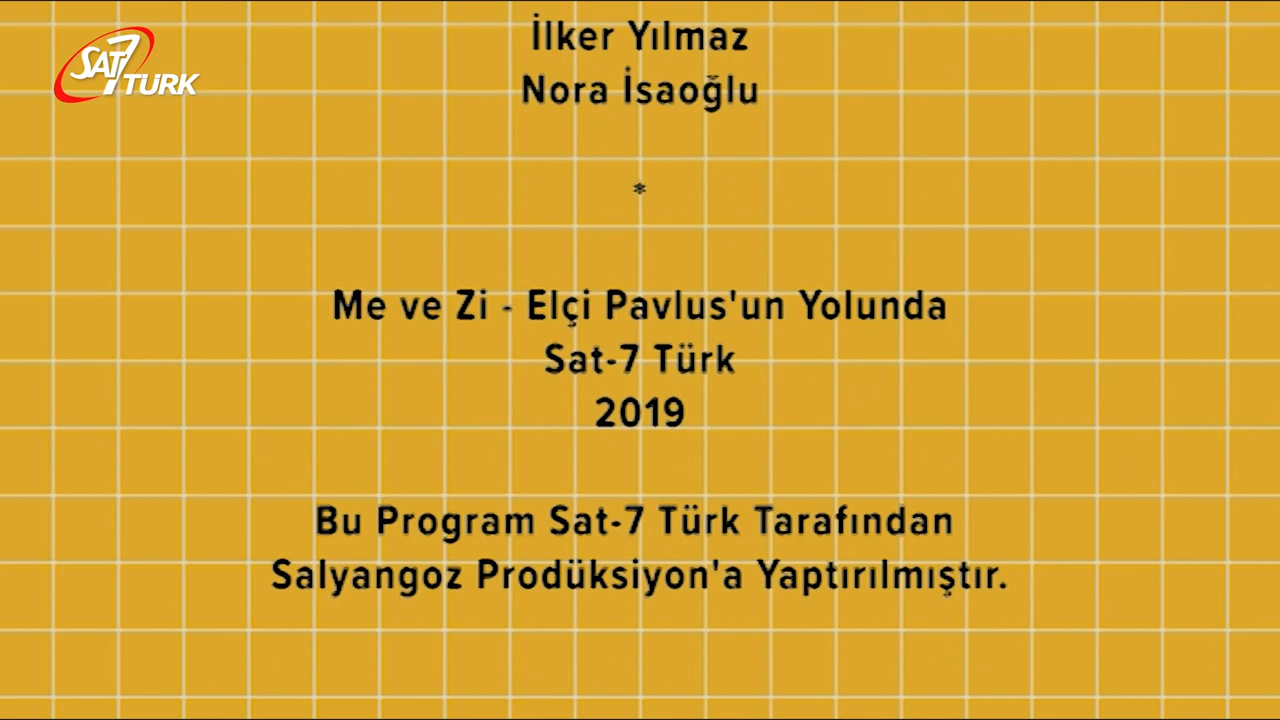 SAT7
TÜRK
İlker Yılmaz
Nora İsaoğlu
*
Me ve Zi - Elçi Pavlus'un Yolunda
Sat-7 Türk
2019
Bu Program Sat-7 Türk Tarafından
Salyangoz Prodüksiyon'a Yaptırılmıştır.